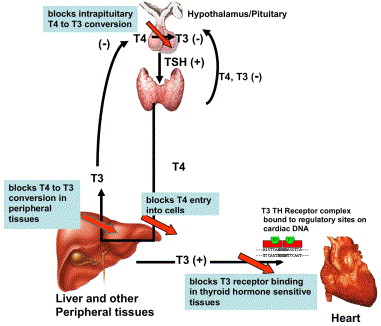 blocks intrapituitary
T4 to T3 conversion
Hypothalamus/Pituitary
(-)
T4
T3 (-)
TSH (+)
T4, T3 (-)
T4
T3
blocks T4 to T3
conversion in
peripheral
tissues
blocks T4 entry
into cells
T3 TH Receptor complex
bound to regulatory sites on
cardiac DNA
T3 (+)
blocks T3 receptor binding
in thyroid hormone sensitive
tissues
Liver and other
Peripheral tissues
Heart